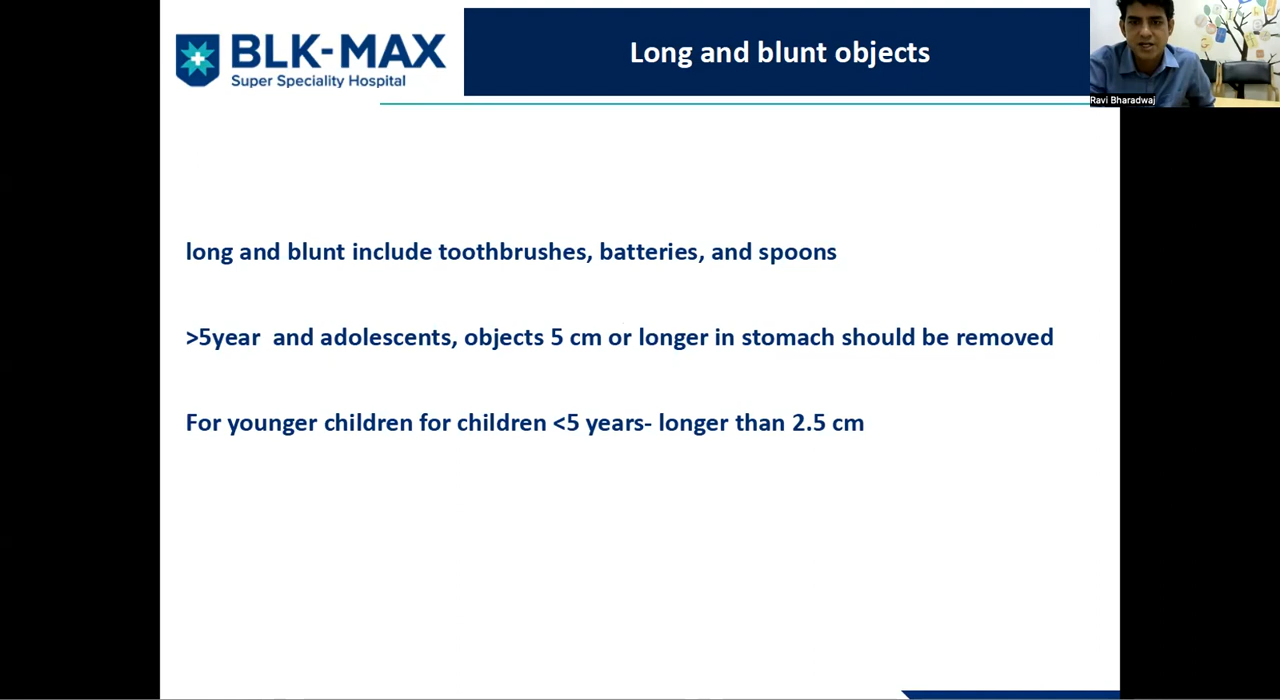 BLK-MAX
Super Speciality Hospital
Long and blunt objects
Ravi Bharadwaj
long and blunt include toothbrushes, batteries, and spoons
>5year and adolescents, objects 5 cm or longer in stomach should be removed
For younger children for children <5 years- longer than 2.5 cm